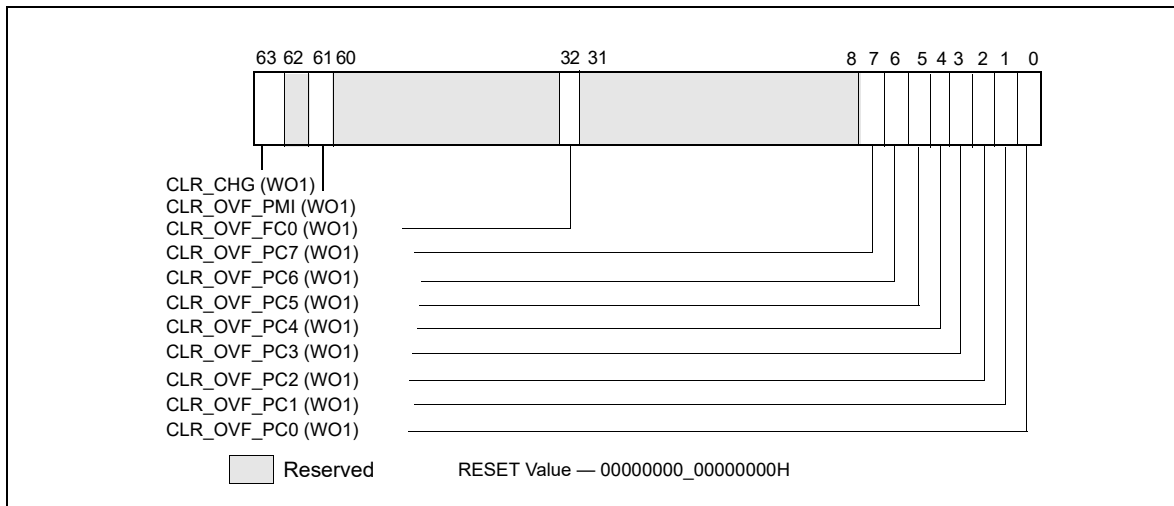 63 62 61 60 32 31 8 7 6 5 4 3 2 1 0
CLR_CHG (WO1)
CLR_OVF_PMI (WO1)
CLR_OVF_FC0 (WO1)
CLR_OVF_PC7 (WO1)
CLR_OVF_PC6 (WO1)
CLR_OVF_PC5 (WO1)
CLR_OVF_PC4 (WO1)
CLR_OVF_PC3 (WO1)
CLR_OVF_PC2 (WO1)
CLR_OVF_PC1 (WO1)
CLR_OVF_PC0 (WO1)
Reserved RESET Value — 00000000_00000000H